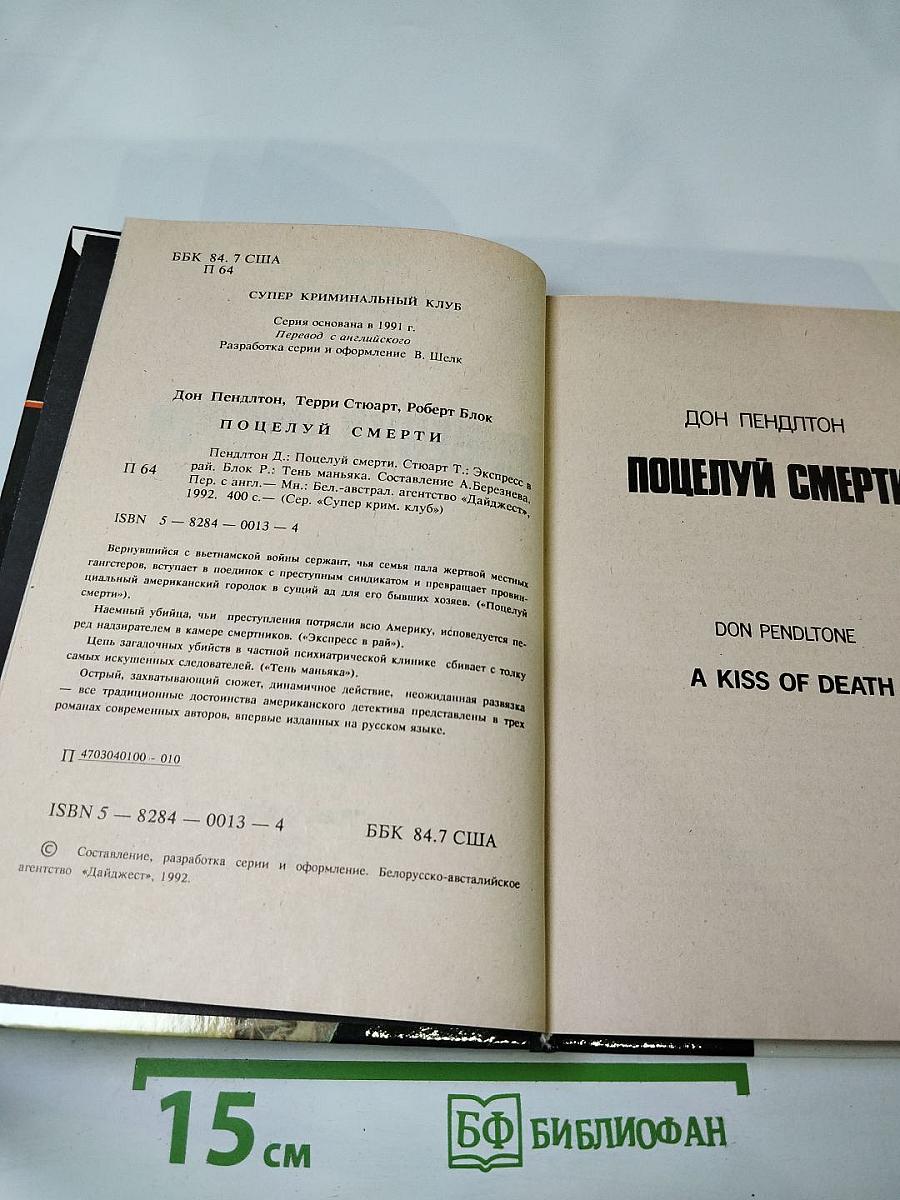 ББК 84. 7 США
П 64
СУПЕР КРИМИНАЛЬНЫЙ КЛУБ
Серия основана в 1991 г.
Перевод с английского
Разработка серии и оформление В. Шелк
Дон Пендлтон, Терри Стюарт, Роберт Блок
ПОЦЕЛУЙ СМЕРТИ
Пендлтон Д.: Поцелуй смерти. Стюарт Т.: Экспресс в
П 64 рай. Блок Р.: Тень маньяка. Составление А.Березнева.
Пер. с англ.— Мн.: Бел.-австрал. агентство «Дайджест»,
1992. 400 с.— (Сер. «Супер крим. клуб»)
ISBN 5 — 8284 — 0013 — 4
Вернувшийся с вьетнамской войны сержант, чья семья пала жертвой местных
гангстеров, вступает в поединок с преступным синдикатом и превращает провин-
циальный американский городок в сущий ад для его бывших хозяев. («Поцелуй
смерти»).
Наемный убийца, чьи преступления потрясли всю Америку, исповедуется пе-
ред надзирателем в камере смертников. («Экспресс в рай»).
Цепь загадочных убийств в частной психиатрической клинике сбивает с толку
самых искушенных следователей. («Тень маньяка»).
Острый, захватывающий сюжет, динамичное действие, неожиданная развязка
— все традиционные достоинства американского детектива представлены в трех
романах современных авторов, впервые изданных на русском языке.
П 4703040100 - 010
ISBN 5 — 8284 — 0013 — 4
ББК 84.7 США
© Составление, разработка серии и оформление. Белорусско-австалийское
агентство «Дайджест», 1992.
ДОН ПЕНДЛТОН
ПОЦЕЛУЙ СМЕРТИ
DON PENDLTONE
A KISS OF DEATH
15 см
БФ БИБЛИОФАН